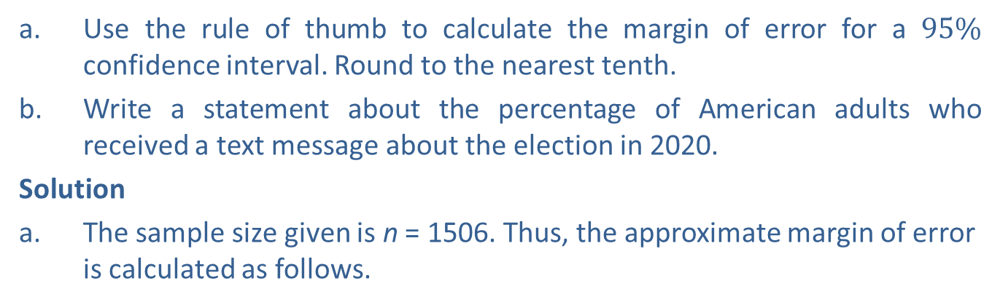 a. Use the rule of thumb to calculate the margin of error for a 95%
confidence interval. Round to the nearest tenth.
b. Write a statement about the percentage of American adults who
received a text message about the election in 2020.
Solution
a. The sample size given is n = 1506. Thus, the approximate margin of error
is calculated as follows.